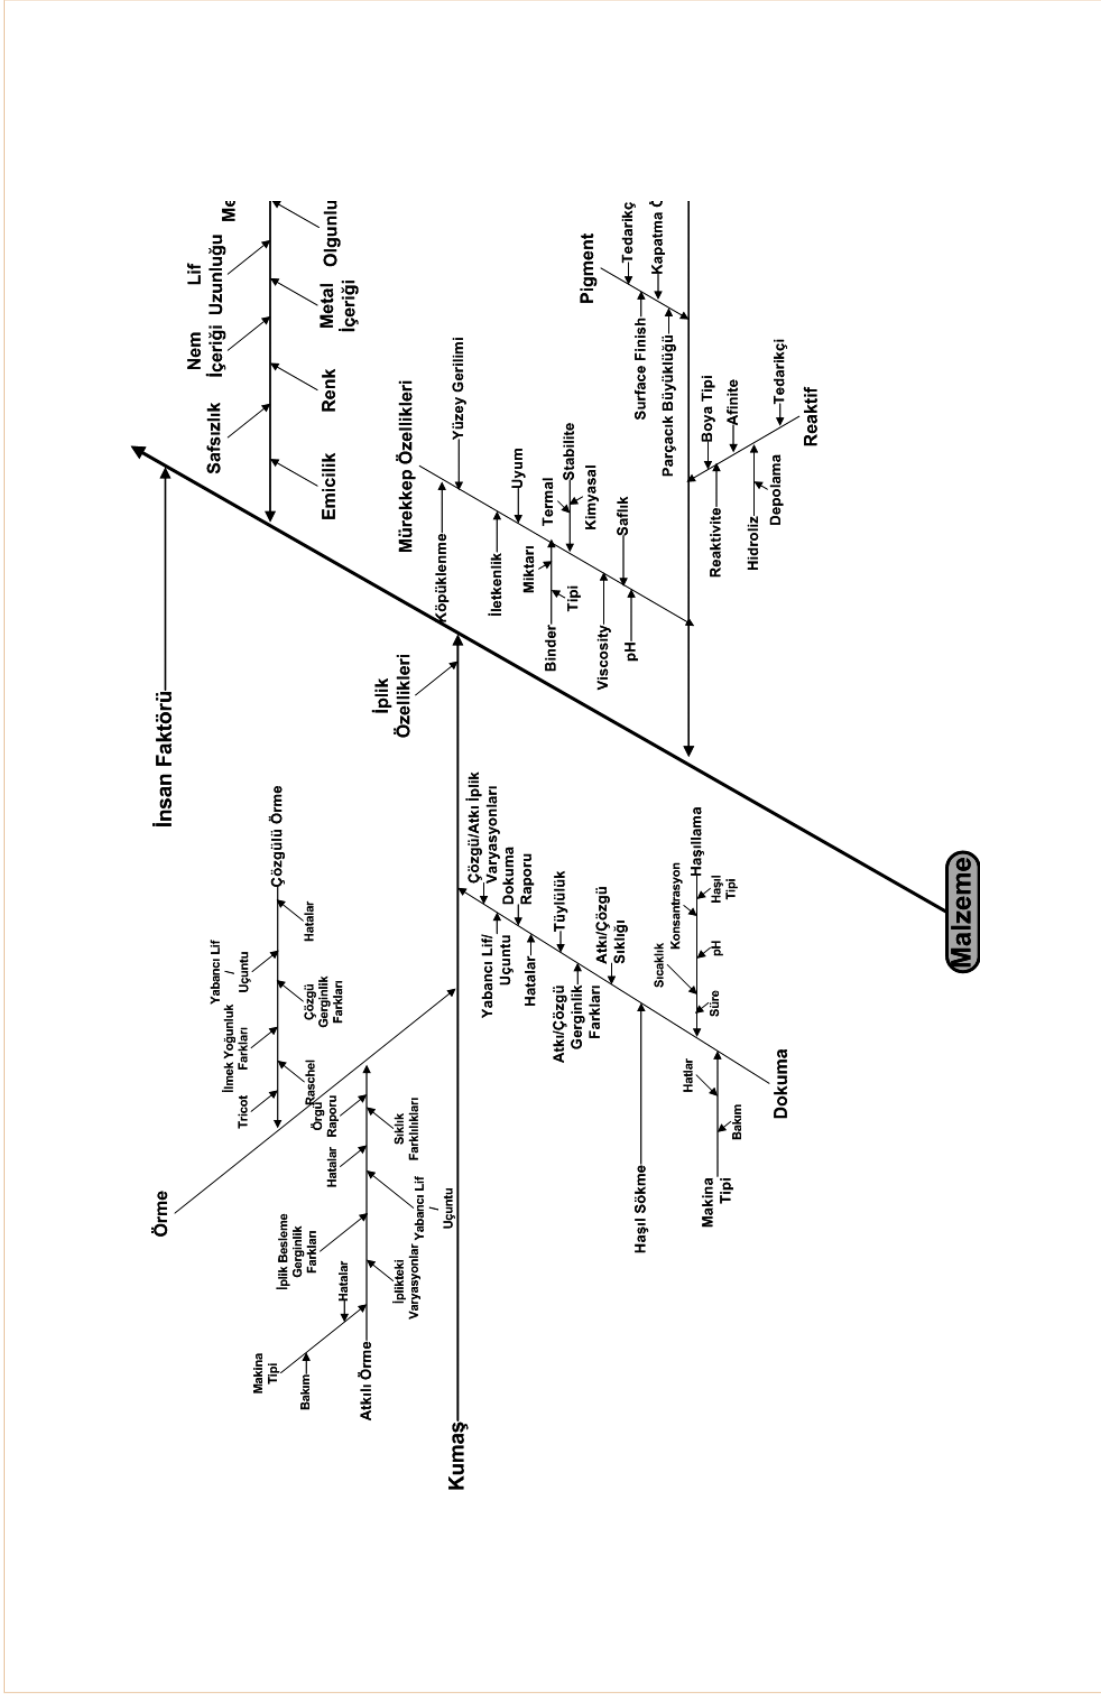 İnsan Faktörü
Örme
Çözgülü Örme
Tricot
İlmek Yoğunluk
Farkları
Yabancı Lif
/
Uçuntu
Raschel
Çözgü
Gerginlik
Farkları
Hatalar
Atkılı Örme
Makina
Tipi
Bakım
Hatalar
İplik Besleme
Gerginlik
Farkları
Hatalar
Örgü
Raporu
İplikteki
Varyasyonlar
Yabancı Lif
/
Uçuntu
Sıklık
Farklılıkları
Kumaş
İplik
Özellikleri
Çözgü/Atkı İplik
Varyasyonları
Yabancı Lif/
Uçuntu
Dokuma
Raporu
Hatalar
Tüylülük
Atkı/Çözgü
Gerginlik
Farkları
Atkı/Çözgü
Sıklığı
Haşıl Sökme
Haşıllama
Sıcaklık
Konsantrasyon
Süre
pH
Haşıl
Tipi
Makina
Tipi
Hatlar
Bakım
Dokuma
Safsızlık
Nem
İçeriği
Lif
Uzunluğu
Emicilik
Renk
Metal
İçeriği
Olgunlu
Mürekkep Özellikleri
Köpüklenme
Yüzey Gerilimi
İletkenlik
Uyum
Binder
Miktarı
Tipi
Termal
Stabilite
Kimyasal
Viscosity
Saflık
pH
Pigment
Tedarikç
Surface Finish
Kapatma
Parçacık Büyüklüğü
Boya Tipi
Reaktivite
Afinite
Hidroliz
Depolama
Tedarikçi
Reaktif
Malzeme